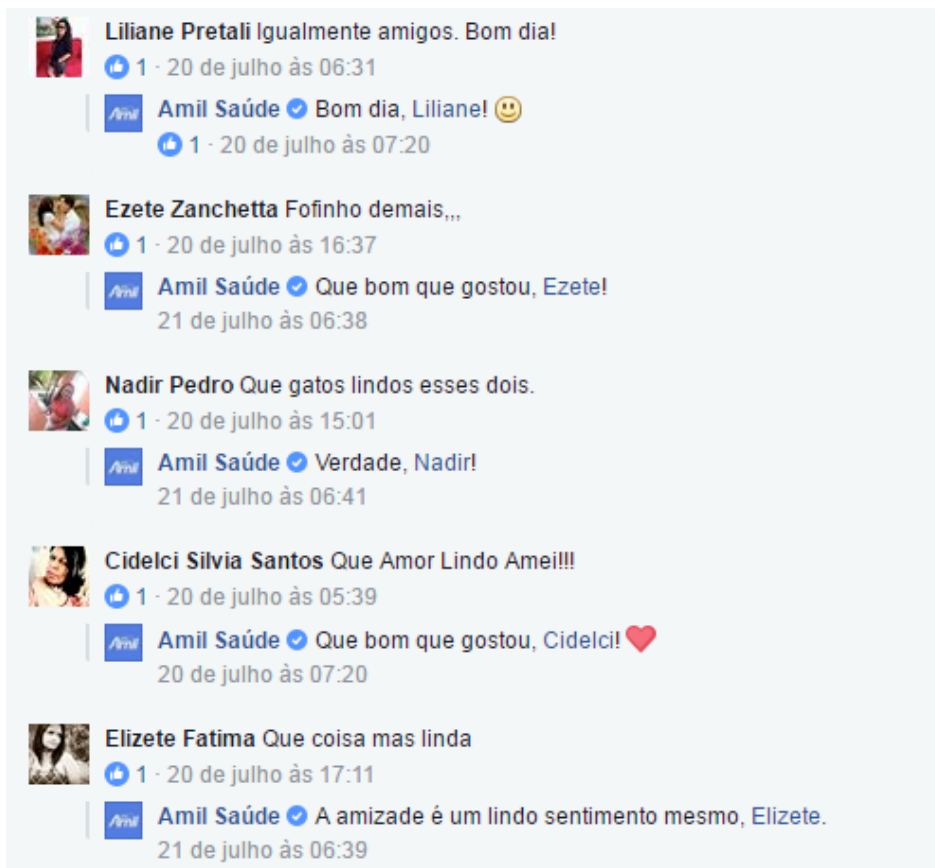 Liliane Pretali Igualmente amigos. Bom dia!
1 · 20 de julho às 06:31
Amil
Amil Saúde Bom dia, Liliane!
1 · 20 de julho às 07:20
Ezete Zanchetta Fofinho demais,,,
1 · 20 de julho às 16:37
Amil
Amil Saúde Que bom que gostou, Ezete!
21 de julho às 06:38
Nadir Pedro Que gatos lindos esses dois.
1 · 20 de julho às 15:01
Amil
Amil Saúde Verdade, Nadir!
21 de julho às 06:41
Cidelci Silvia Santos Que Amor Lindo Amei!!!
1 · 20 de julho às 05:39
Amil
Amil Saúde Que bom que gostou, Cidelci!
20 de julho às 07:20
Elizete Fatima Que coisa mas linda
1 · 20 de julho às 17:11
Amil
Amil Saúde A amizade é um lindo sentimento mesmo, Elizete.
21 de julho às 06:39